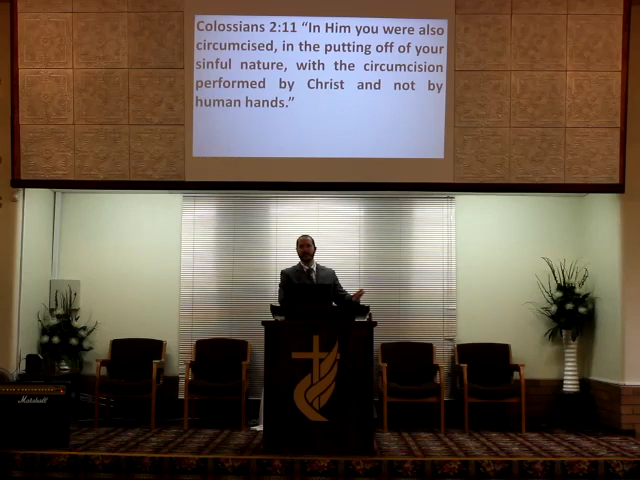 Colossians 2:11 “In Him you were also
circumcised, in the putting off of your
sinful nature, with the circumcision
performed by Christ and not by
human hands.”
Marshall